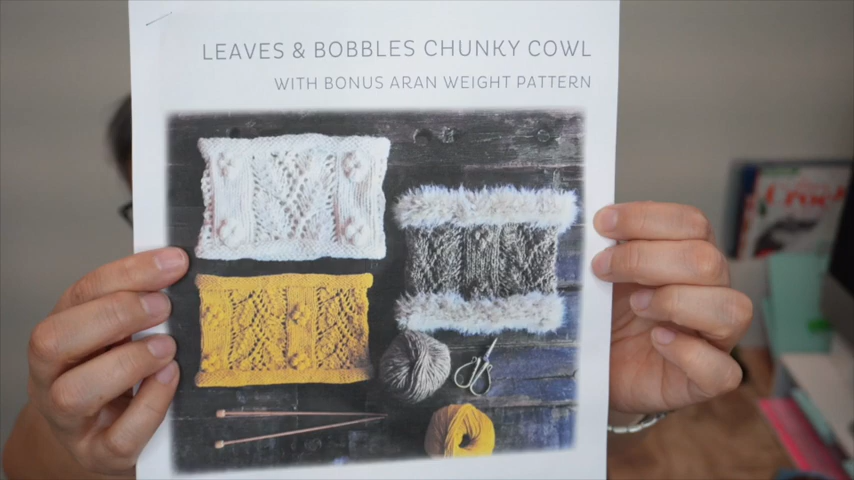 LEAVES & BOBBLES CHUNKY COWL
WITH BONUS ARAN WEIGHT PATTERN